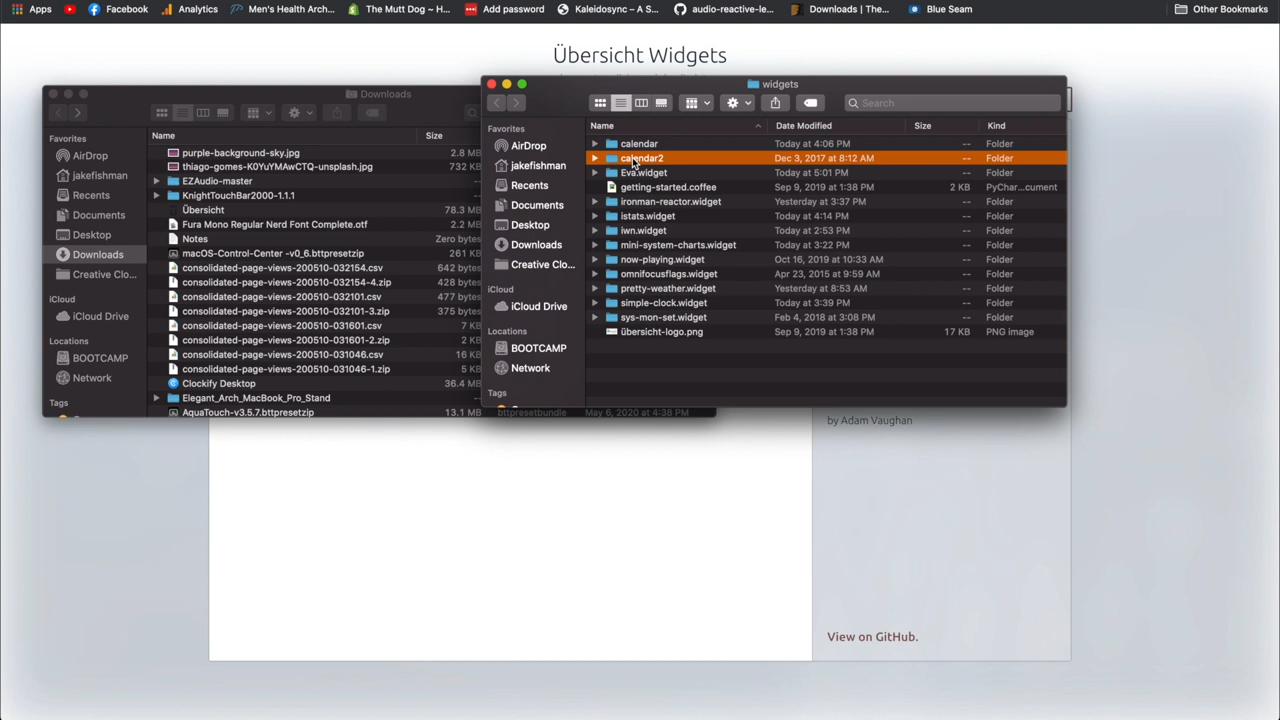 Apps Analytics Men's Health Arch... Facebook The Mutt Dog ~ H... Add password Kaleidosync – A S... audio-reactive-le... Downloads | The... Blue Seam Other Bookmarks
Übersicht Widgets
Downloads
Name Size
Favorites
AirDrop
jakefishman
Recents
Documents
Desktop
Downloads
Creative Clo...
iCloud
iCloud Drive
Locations
BOOTCAMP
Network
Tags
purple-background-sky.jpg 2.8 MB
thiago-gomes-K0YuYMAwCTQ-unsplash.jpg 732 KB
EZAudio-master
KnightTouchBar2000-1.1.1
Übersicht 78.3 MB
Fura Mono Regular Nerd Font Complete.otf 2.2 MB
Notes Zero bytes
macOS-Control-Center -v0_6.bttpresetzip 261 KB
consolidated-page-views-200510-032154.csv 642 bytes
consolidated-page-views-200510-032154-4.zip 428 bytes
consolidated-page-views-200510-032101.csv 477 bytes
consolidated-page-views-200510-032101-3.zip 375 bytes
consolidated-page-views-200510-031601.csv 7 KB
consolidated-page-views-200510-031601-2.zip 2 KB
consolidated-page-views-200510-031046.csv 16 KB
consolidated-page-views-200510-031046-1.zip 5 KB
Clockify Desktop 36.4 MB
Elegant_Arch_MacBook_Pro_Stand
AquaTouch-v3.5.7.bttpresetzip 13.1 MB bttpresetbundle May 6, 2020 at 4:38 PM
widgets
Search
Favorites
AirDrop
jakefishman
Recents
Documents
Desktop
Downloads
Creative Clo...
iCloud
iCloud Drive
Locations
BOOTCAMP
Network
Tags
Name Date Modified Size Kind
calendar Today at 4:06 PM -- Folder
calendar2 Dec 3, 2017 at 8:12 AM -- Folder
Eva.widget Today at 5:01 PM -- Folder
getting-started.coffee Sep 9, 2019 at 1:38 PM 2 KB PyChar...cument
ironman-reactor.widget Yesterday at 3:37 PM -- Folder
istats.widget Today at 4:14 PM -- Folder
iwn.widget Today at 2:53 PM -- Folder
mini-system-charts.widget Today at 3:22 PM -- Folder
now-playing.widget Oct 16, 2019 at 10:33 AM -- Folder
omnifocusflags.widget Apr 23, 2015 at 9:59 AM -- Folder
pretty-weather.widget Yesterday at 8:53 AM -- Folder
simple-clock.widget Today at 3:39 PM -- Folder
sys-mon-set.widget Feb 4, 2018 at 3:08 PM -- Folder
übersicht-logo.png Sep 9, 2019 at 1:38 PM 17 KB PNG image
by Adam Vaughan
View on GitHub.